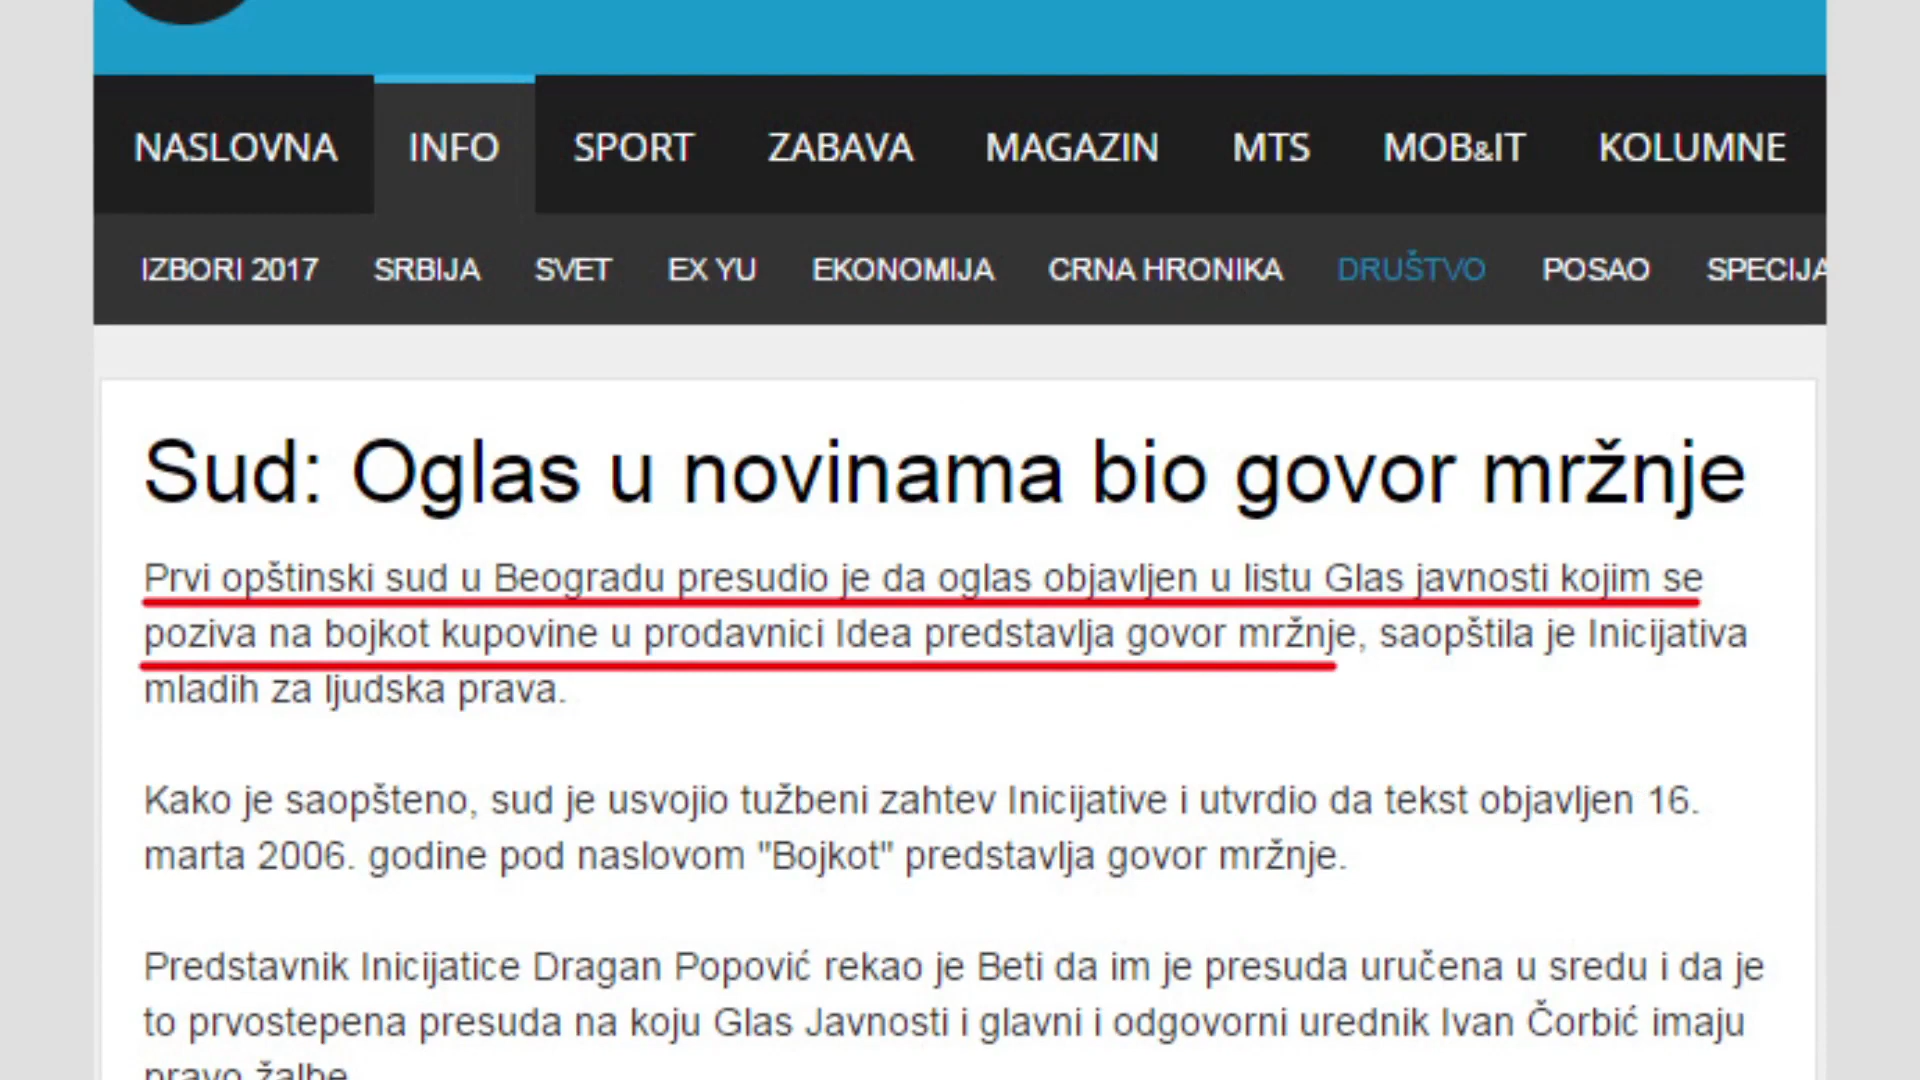 NASLOVNA INFO SPORT ZABAVA MAGAZIN MTS MOB&IT KOLUMNE
IZBORI 2017 SRBIJA SVET EX YU EKONOMIJA CRNA HRONIKA DRUŠTVO POSAO SPECIJA
Sud: Oglas u novinama bio govor mržnje
Prvi opštinski sud u Beogradu presudio je da oglas objavljen u listu Glas javnosti kojim se
poziva na bojkot kupovine u prodavnici Idea predstavlja govor mržnje, saopštila je Inicijativa
mladih za ljudska prava.
Kako je saopšteno, sud je usvojio tužbeni zahtev Inicijative i utvrdio da tekst objavljen 16.
marta 2006. godine pod naslovom "Bojkot" predstavlja govor mržnje.
Predstavnik Inicijatice Dragan Popović rekao je Beti da im je presuda uručena u sredu i da je
to prvostepena presuda na koju Glas Javnosti i glavni i odgovorni urednik Ivan Čorbić imaju
pravo žalbe